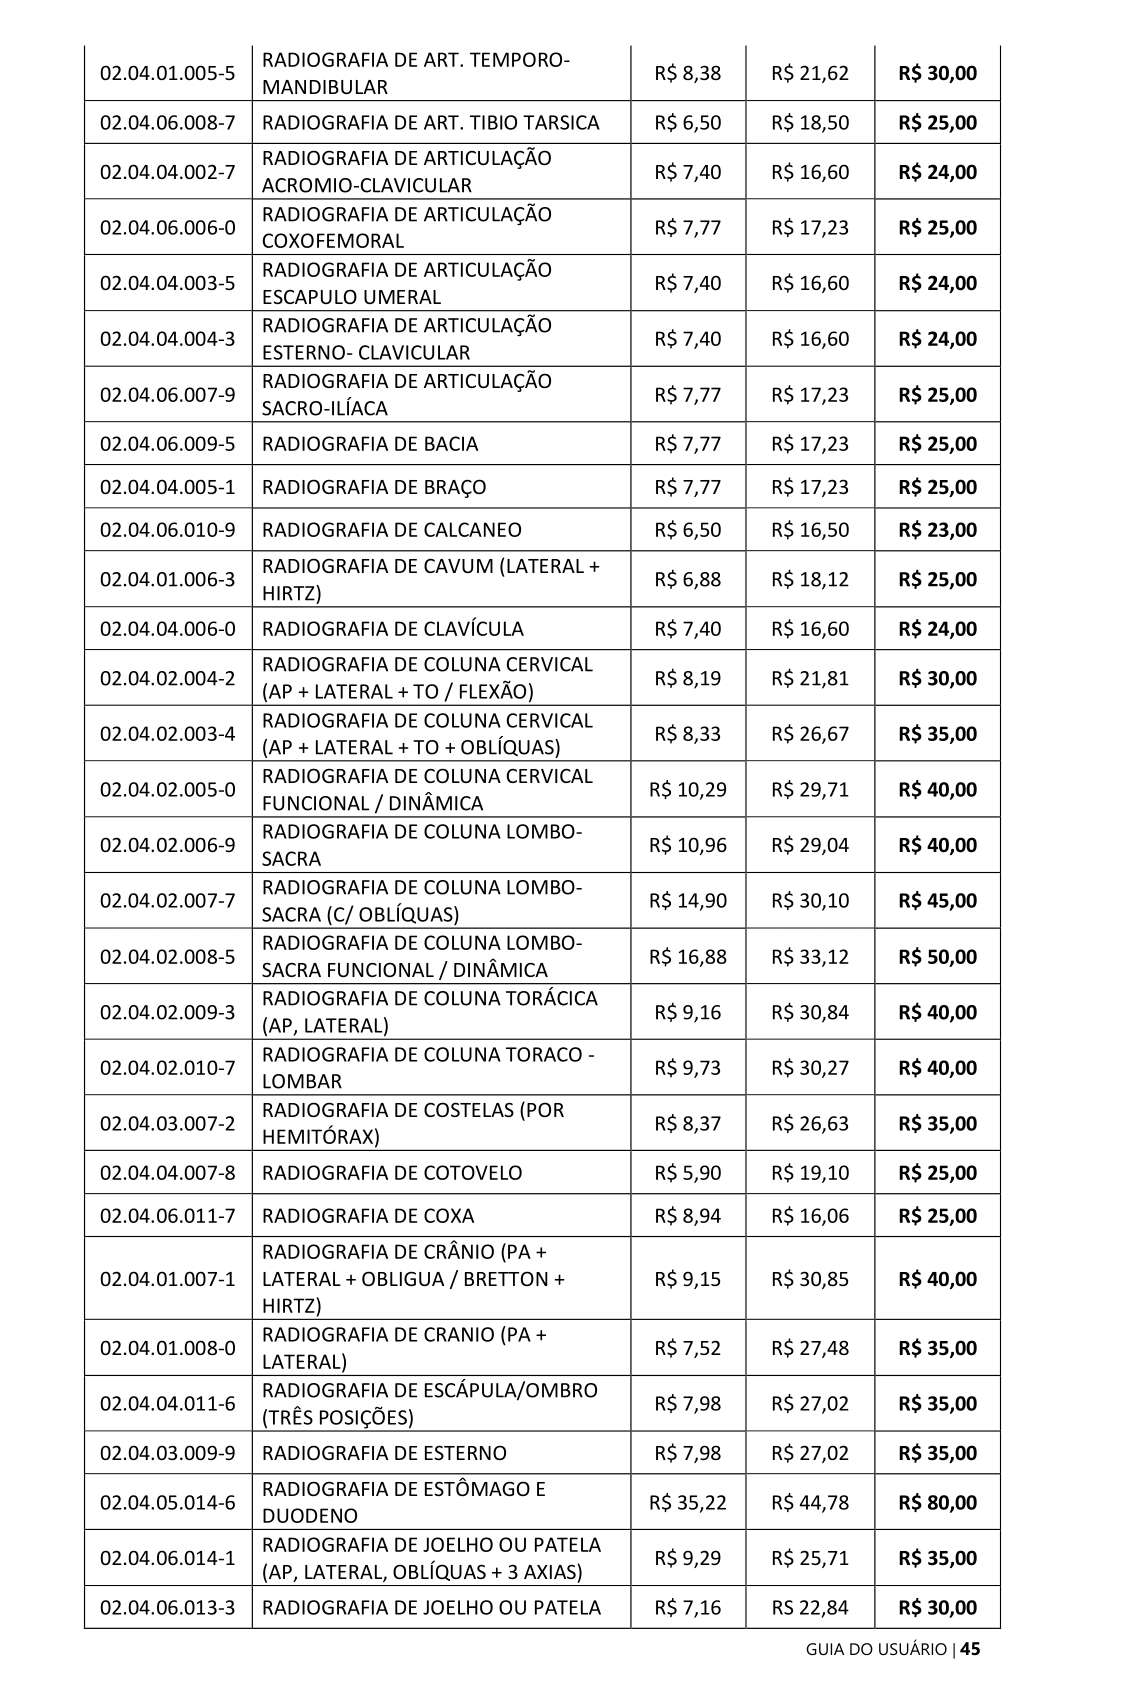 02.04.01.005-5 RADIOGRAFIA DE ART. TEMPORO- R$ 8,38 R$ 21,62 R$ 30,00
MANDIBULAR
02.04.06.008-7 RADIOGRAFIA DE ART. TIBIO TARSICA R$ 6,50 R$ 18,50 R$ 25,00
02.04.04.002-7 RADIOGRAFIA DE ARTICULAÇÃO R$ 7,40 R$ 16,60 R$ 24,00
ACROMIO-CLAVICULAR
02.04.06.006-0 RADIOGRAFIA DE ARTICULAÇÃO R$ 7,77 R$ 17,23 R$ 25,00
COXOFEMORAL
02.04.04.003-5 RADIOGRAFIA DE ARTICULAÇÃO R$ 7,40 R$ 16,60 R$ 24,00
ESCAPULO UMERAL
02.04.04.004-3 RADIOGRAFIA DE ARTICULAÇÃO R$ 7,40 R$ 16,60 R$ 24,00
ESTERNO- CLAVICULAR
02.04.06.007-9 RADIOGRAFIA DE ARTICULAÇÃO R$ 7,77 R$ 17,23 R$ 25,00
SACRO-ILÍACA
02.04.06.009-5 RADIOGRAFIA DE BACIA R$ 7,77 R$ 17,23 R$ 25,00
02.04.04.005-1 RADIOGRAFIA DE BRAÇO R$ 7,77 R$ 17,23 R$ 25,00
02.04.06.010-9 RADIOGRAFIA DE CALCANEO R$ 6,50 R$ 16,50 R$ 23,00
02.04.01.006-3 RADIOGRAFIA DE CAVUM (LATERAL + R$ 6,88 R$ 18,12 R$ 25,00
HIRTZ)
02.04.04.006-0 RADIOGRAFIA DE CLAVÍCULA R$ 7,40 R$ 16,60 R$ 24,00
02.04.02.004-2 RADIOGRAFIA DE COLUNA CERVICAL R$ 8,19 R$ 21,81 R$ 30,00
(AP + LATERAL + TO / FLEXÃO)
02.04.02.003-4 RADIOGRAFIA DE COLUNA CERVICAL R$ 8,33 R$ 26,67 R$ 35,00
(AP + LATERAL + TO + OBLÍQUAS)
02.04.02.005-0 RADIOGRAFIA DE COLUNA CERVICAL R$ 10,29 R$ 29,71 R$ 40,00
FUNCIONAL / DINÂMICA
02.04.02.006-9 RADIOGRAFIA DE COLUNA LOMBO- R$ 10,96 R$ 29,04 R$ 40,00
SACRA
02.04.02.007-7 RADIOGRAFIA DE COLUNA LOMBO- R$ 14,90 R$ 30,10 R$ 45,00
SACRA (C/ OBLÍQUAS)
02.04.02.008-5 RADIOGRAFIA DE COLUNA LOMBO- R$ 16,88 R$ 33,12 R$ 50,00
SACRA FUNCIONAL / DINÂMICA
02.04.02.009-3 RADIOGRAFIA DE COLUNA TORÁCICA R$ 9,16 R$ 30,84 R$ 40,00
(AP, LATERAL)
02.04.02.010-7 RADIOGRAFIA DE COLUNA TORACO - R$ 9,73 R$ 30,27 R$ 40,00
LOMBAR
02.04.03.007-2 RADIOGRAFIA DE COSTELAS (POR R$ 8,37 R$ 26,63 R$ 35,00
HEMITÓRAX)
02.04.04.007-8 RADIOGRAFIA DE COTOVELO R$ 5,90 R$ 19,10 R$ 25,00
02.04.06.011-7 RADIOGRAFIA DE COXA R$ 8,94 R$ 16,06 R$ 25,00
02.04.01.007-1 RADIOGRAFIA DE CRÂNIO (PA + R$ 9,15 R$ 30,85 R$ 40,00
LATERAL + OBLIGUA / BRETTON +
HIRTZ)
02.04.01.008-0 RADIOGRAFIA DE CRANIO (PA + R$ 7,52 R$ 27,48 R$ 35,00
LATERAL)
02.04.04.011-6 RADIOGRAFIA DE ESCÁPULA/OMBRO R$ 7,98 R$ 27,02 R$ 35,00
(TRÊS POSIÇÕES)
02.04.03.009-9 RADIOGRAFIA DE ESTERNO R$ 7,98 R$ 27,02 R$ 35,00
02.04.05.014-6 RADIOGRAFIA DE ESTÔMAGO E R$ 35,22 R$ 44,78 R$ 80,00
DUODENO
02.04.06.014-1 RADIOGRAFIA DE JOELHO OU PATELA R$ 9,29 R$ 25,71 R$ 35,00
(AP, LATERAL, OBLÍQUAS + 3 AXIAS)
02.04.06.013-3 RADIOGRAFIA DE JOELHO OU PATELA R$ 7,16 RS 22,84 R$ 30,00
GUIA DO USUÁRIO | 45